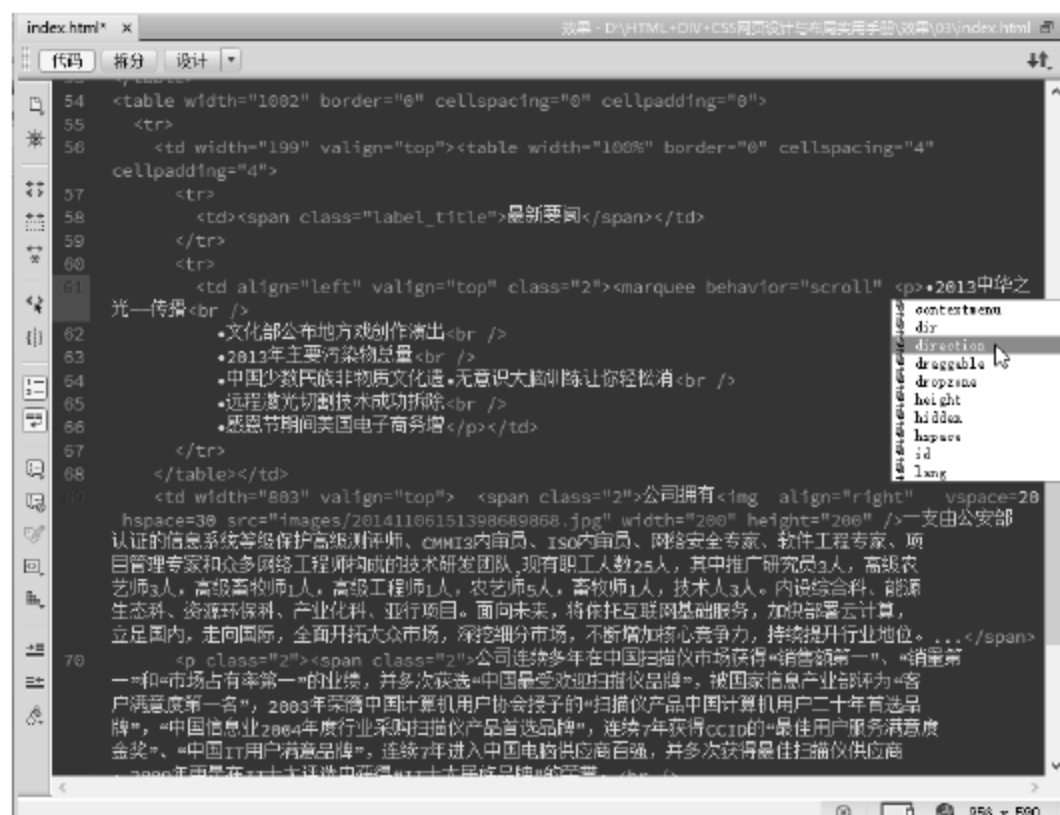 index.html* ×
效果 - D:\HTML+DIV+CSS网页设计与布局实用手册\效果\03\index.html
代码 拆分 设计
54 <table width="1002" border="0" cellspacing="0" cellpadding="0">
55 <tr>
56 <td width="199" valign="top"><table width="100%" border="0" cellspacing="4"
cellpadding="4">
57 <tr>
58 <td><span class="label_title">最新要闻</span></td>
59 </tr>
60 <tr>
61 <td align="left" valign="top" class="2"><marquee behavior="scroll" <p>•2013中华之
光—传播<br />
62 •文化部公布地方戏创作演出<br />
63 •2013年主要污染物总量<br />
64 •中国少数民族非物质文化遗•无意识大脑训练让你轻松消<br />
65 •远程激光切割技术成功拆除<br />
66 •感恩节期间美国电子商务增</p></td>
67 </tr>
68 </table></td>
69 <td width="803" valign="top"> <span class="2">公司拥有<img align="right" vspace=20
hspace=30 src="images/20141106151398689868.jpg" width="200" height="200" />一支由公安部
认证的信息系统等级保护高级测评师、CMMI3内审员、ISO内审员、网络安全专家、软件工程专家、项
目管理专家和众多网络工程师构成的技术研发团队,现有职工人数25人，其中推广研究员3人，高级农
艺师3人，高级畜牧师1人，高级工程师1人，农艺师5人，畜牧师1人，技术人3人。内设综合科、能源
生态科、资源环保科、产业化科、亚行项目。面向未来，将依托互联网基础服务，加快部署云计算，
立足国内，走向国际，全面开拓大众市场，深挖细分市场，不断增加核心竞争力，持续提升行业地位。...</span>
70 <p class="2"><span class="2">公司连续多年在中国扫描仪市场获得“销售额第一”、“销量第
一”和“市场占有率第一”的业绩，并多次获选“中国最受欢迎扫描仪品牌”，被国家信息产业部评为“客
户满意度第一名”，2003年荣膺中国计算机用户协会授予的“扫描仪产品中国计算机用户二十年首选品
牌”，“中国信息业2004年度行业采购扫描仪产品首选品牌”，连续7年获得CCID的“最佳用户服务满意度
金奖”、“中国IT用户满意品牌”，连续7年进入中国电脑供应商百强，并多次获得最佳扫描仪供应商
contextmenu
dir
direction
draggable
dropzone
height
hidden
hspace
id
lang
956 x 590